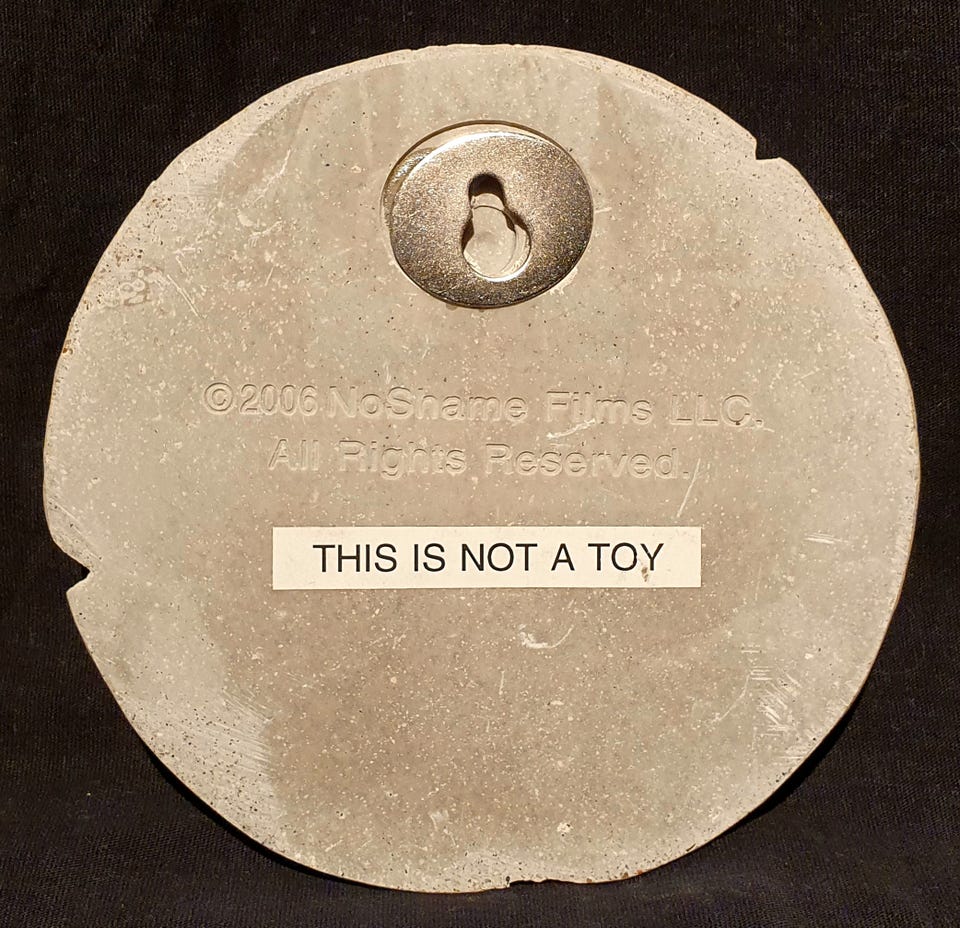 ©2006 NoShame Films LLC.
All Rights Reserved.
THIS IS NOT A TOY